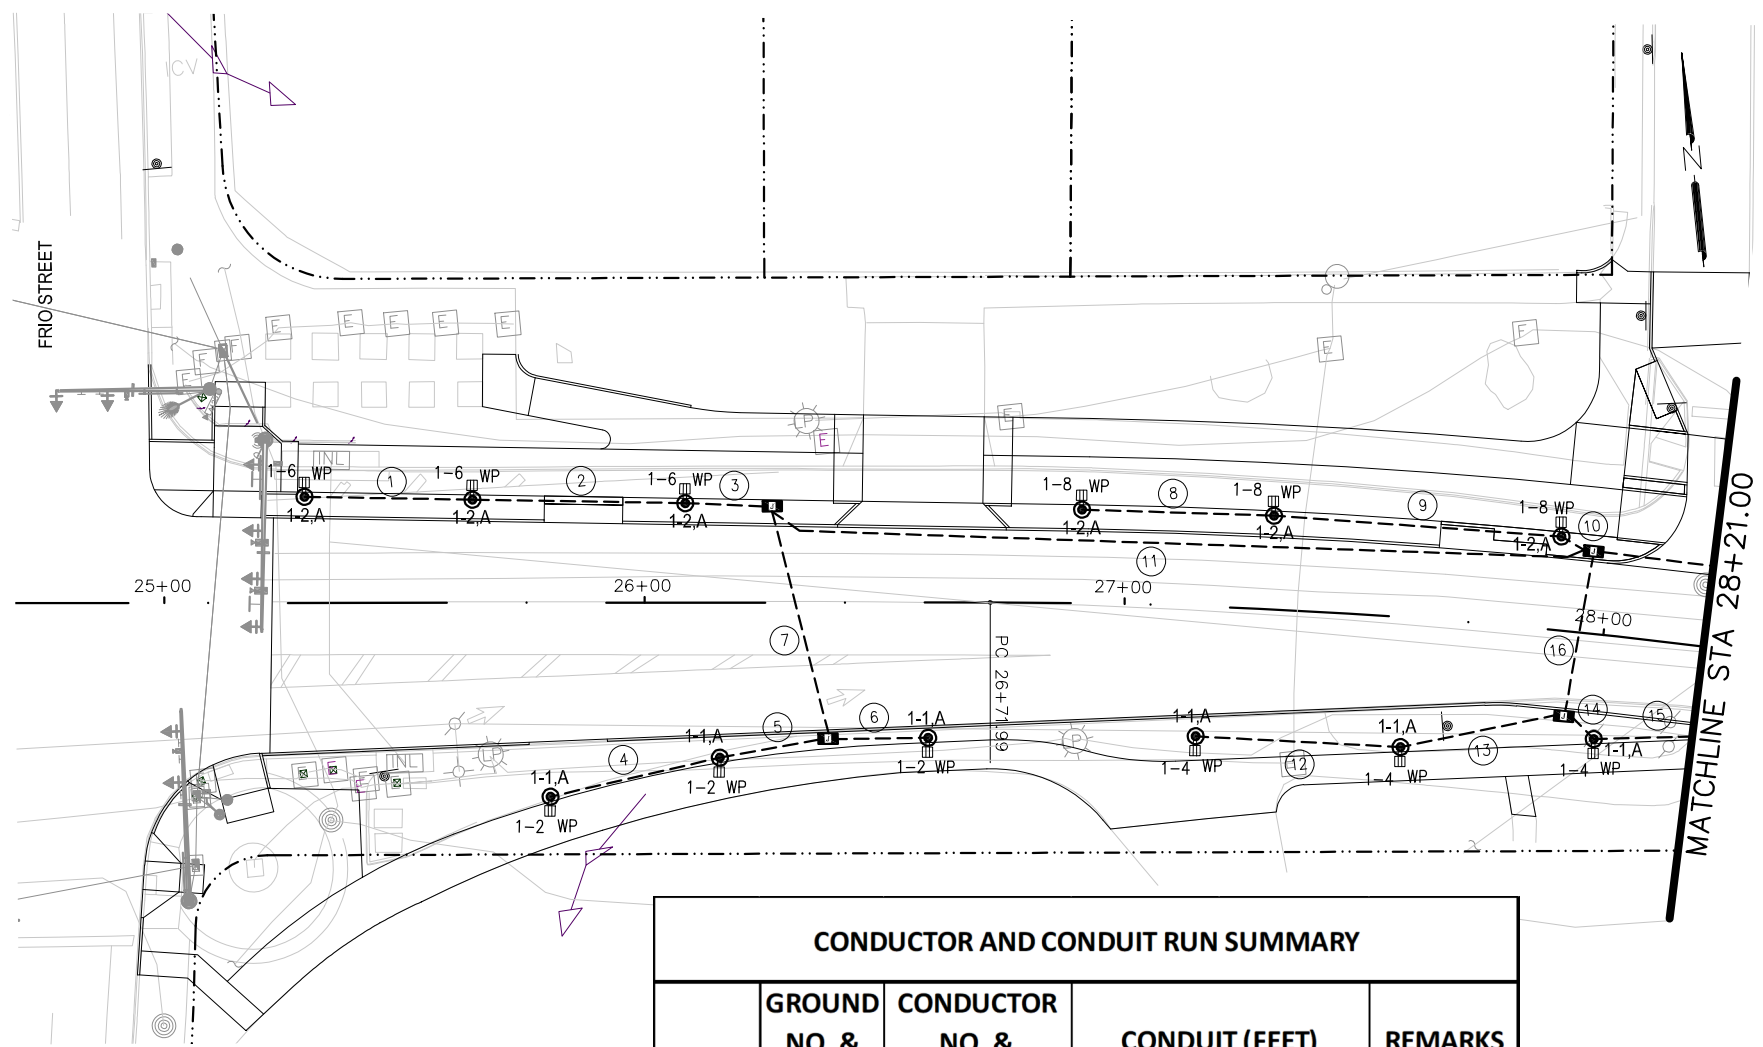 ICV
FRIO STREET
N
E E E E E
F
F
E
E
F
LP
E
E
INL
1-6 WP
1
1-6 WP
2
1-6 WP
3
1-8 WP
8
1-8 WP
9
1-8 WP
10
1-2,A
1-2,A
1-2,A
J
1-2,A
1-2,A
1-2,A
J
11
25+00
26+00
27+00
28+00
7
16
PC 26+71.99
MATCHLINE STA 28+21.00
4
1-1,A
5
6
1-1,A
1-1,A
1-1,A
14
15
J
J
1-1,A
1-2 WP
1-2 WP
1-2 WP
1-4 WP
12
1-4 WP
13
1-4 WP
1-1,A
LP
P
INL
E
CONDUCTOR AND CONDUIT RUN SUMMARY
GROUND
NO. &
CONDUCTOR
NO. &
CONDUIT (FEET)
REMARKS